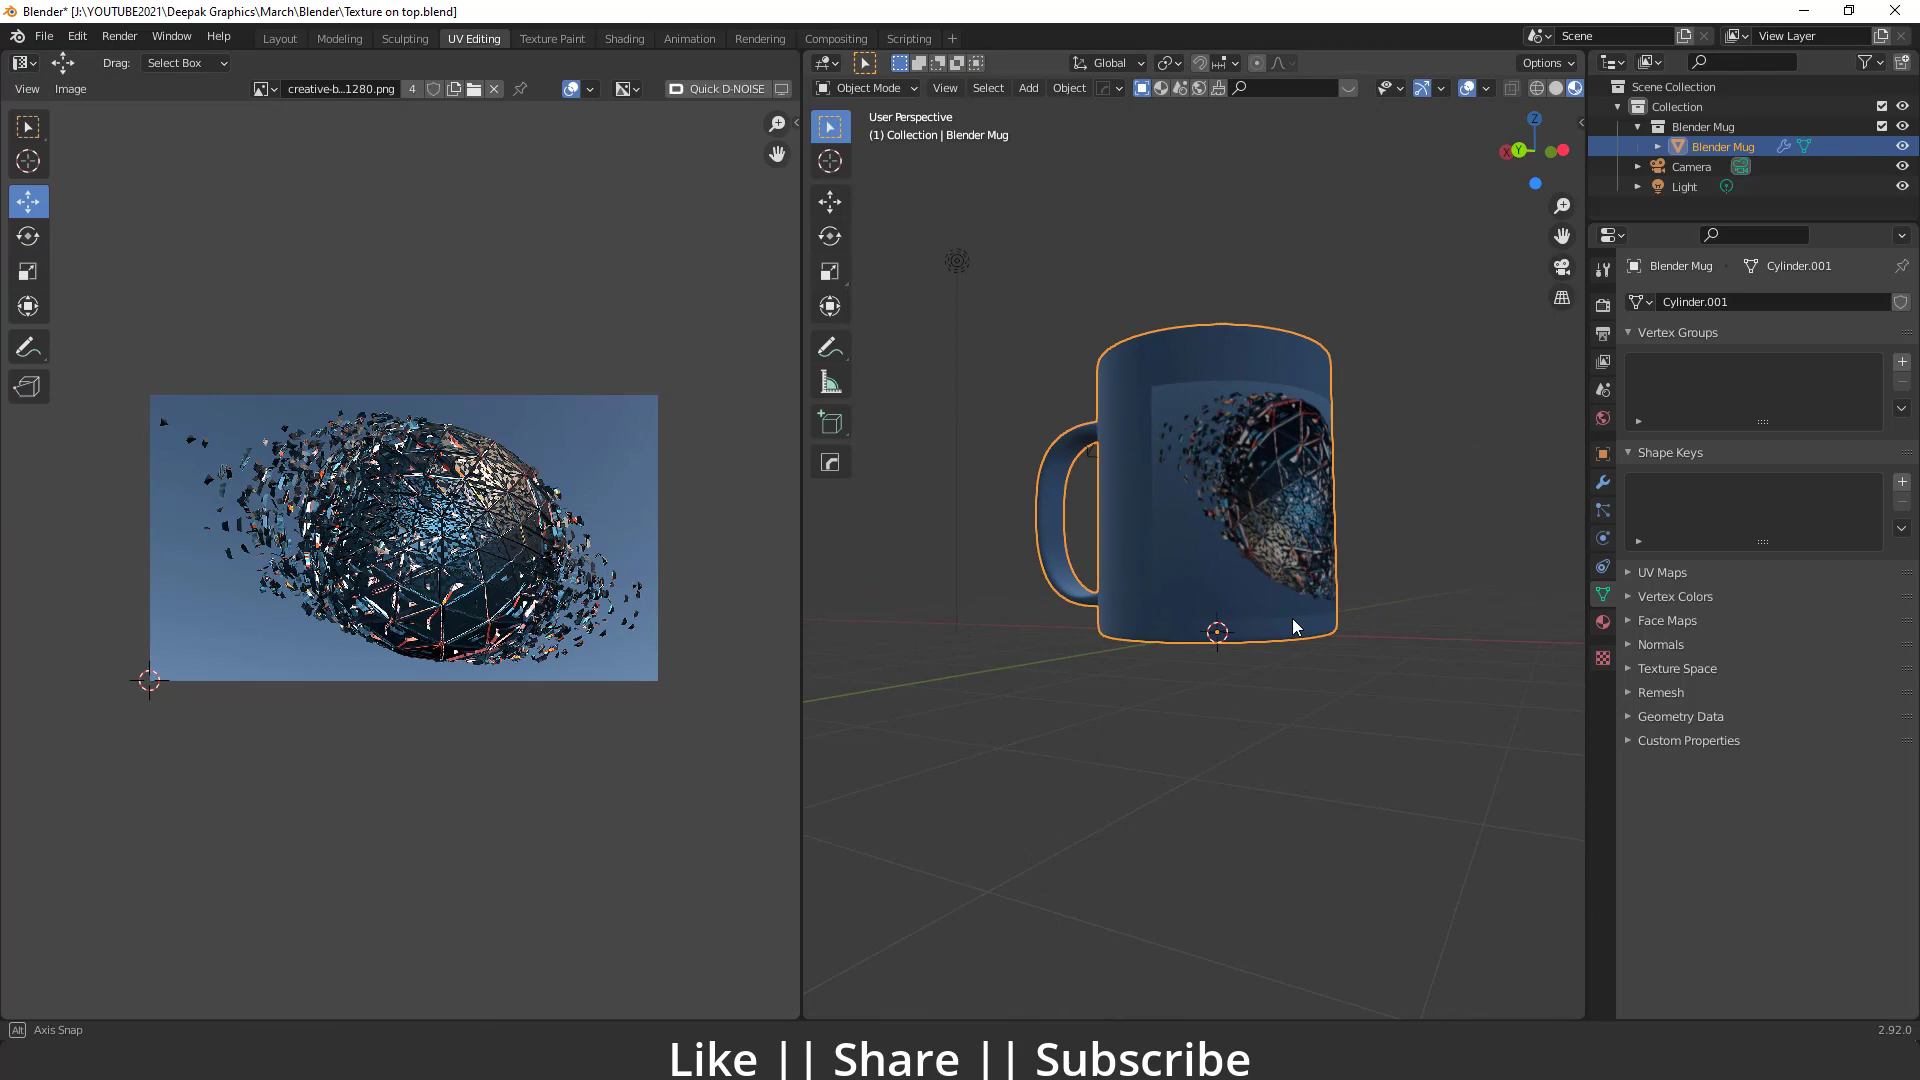 Blender* [J:\YOUTUBE2021\Deepak Graphics\March\Blender\Texture on top.blend]
File Edit Render Window Help Layout Modeling Sculpting UV Editing Texture Paint Shading Animation Rendering Compositing Scripting + Scene View Layer
Drag: Select Box Global Options
View Image creative-b...1280.png 4 Quick D-NOISE Object Mode View Select Add Object
Scene Collection
Collection
Blender Mug
Blender Mug
Camera
Light
User Perspective
(1) Collection | Blender Mug
Z
X
Y
Blender Mug Cylinder.001
Cylinder.001
Vertex Groups
Shape Keys
UV Maps
Vertex Colors
Face Maps
Normals
Texture Space
Remesh
Geometry Data
Custom Properties
Alt Axis Snap 2.92.0
Like || Share || Subscribe